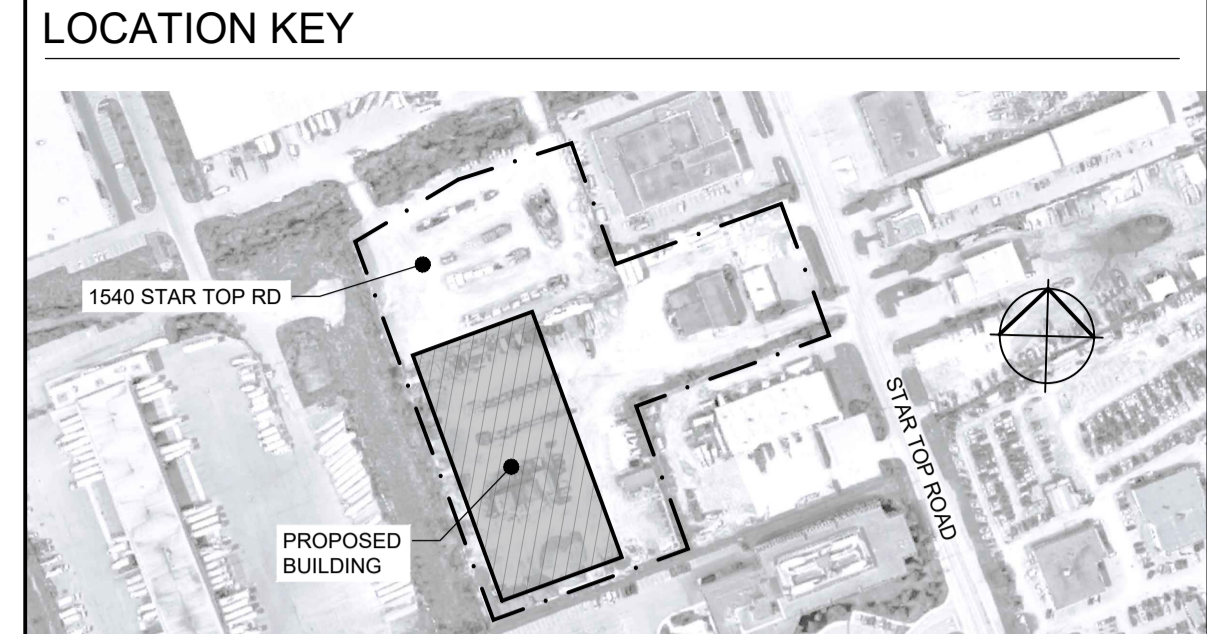 LOCATION KEY
1540 STAR TOP RD
STAR TOP ROAD
PROPOSED
BUILDING